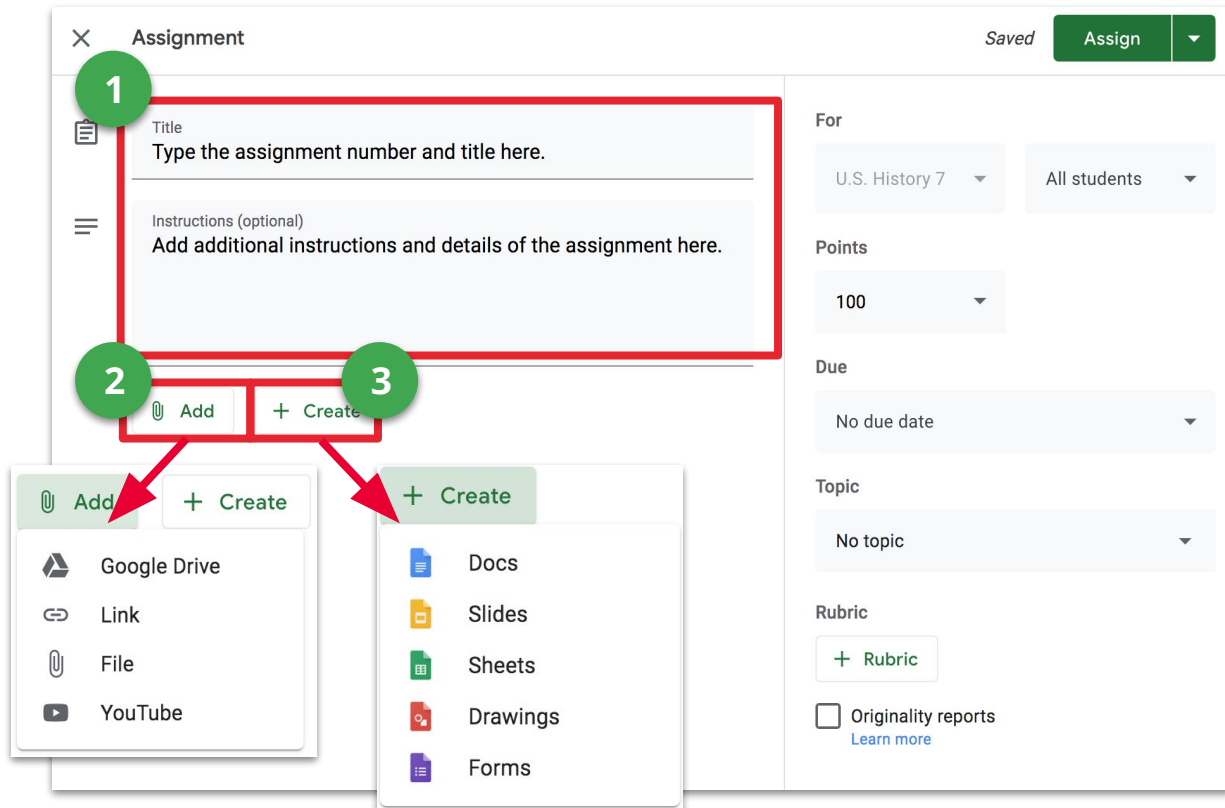 Assignment
Saved
Assign
1
Title
Type the assignment number and title here.
Instructions (optional)
Add additional instructions and details of the assignment here.
2
Add
+ Create
3
Add
+ Create
Google Drive
Link
File
YouTube
+ Create
Docs
Slides
Sheets
Drawings
Forms
For
U.S. History 7
All students
Points
100
Due
No due date
Topic
No topic
Rubric
+ Rubric
Originality reports
Learn more